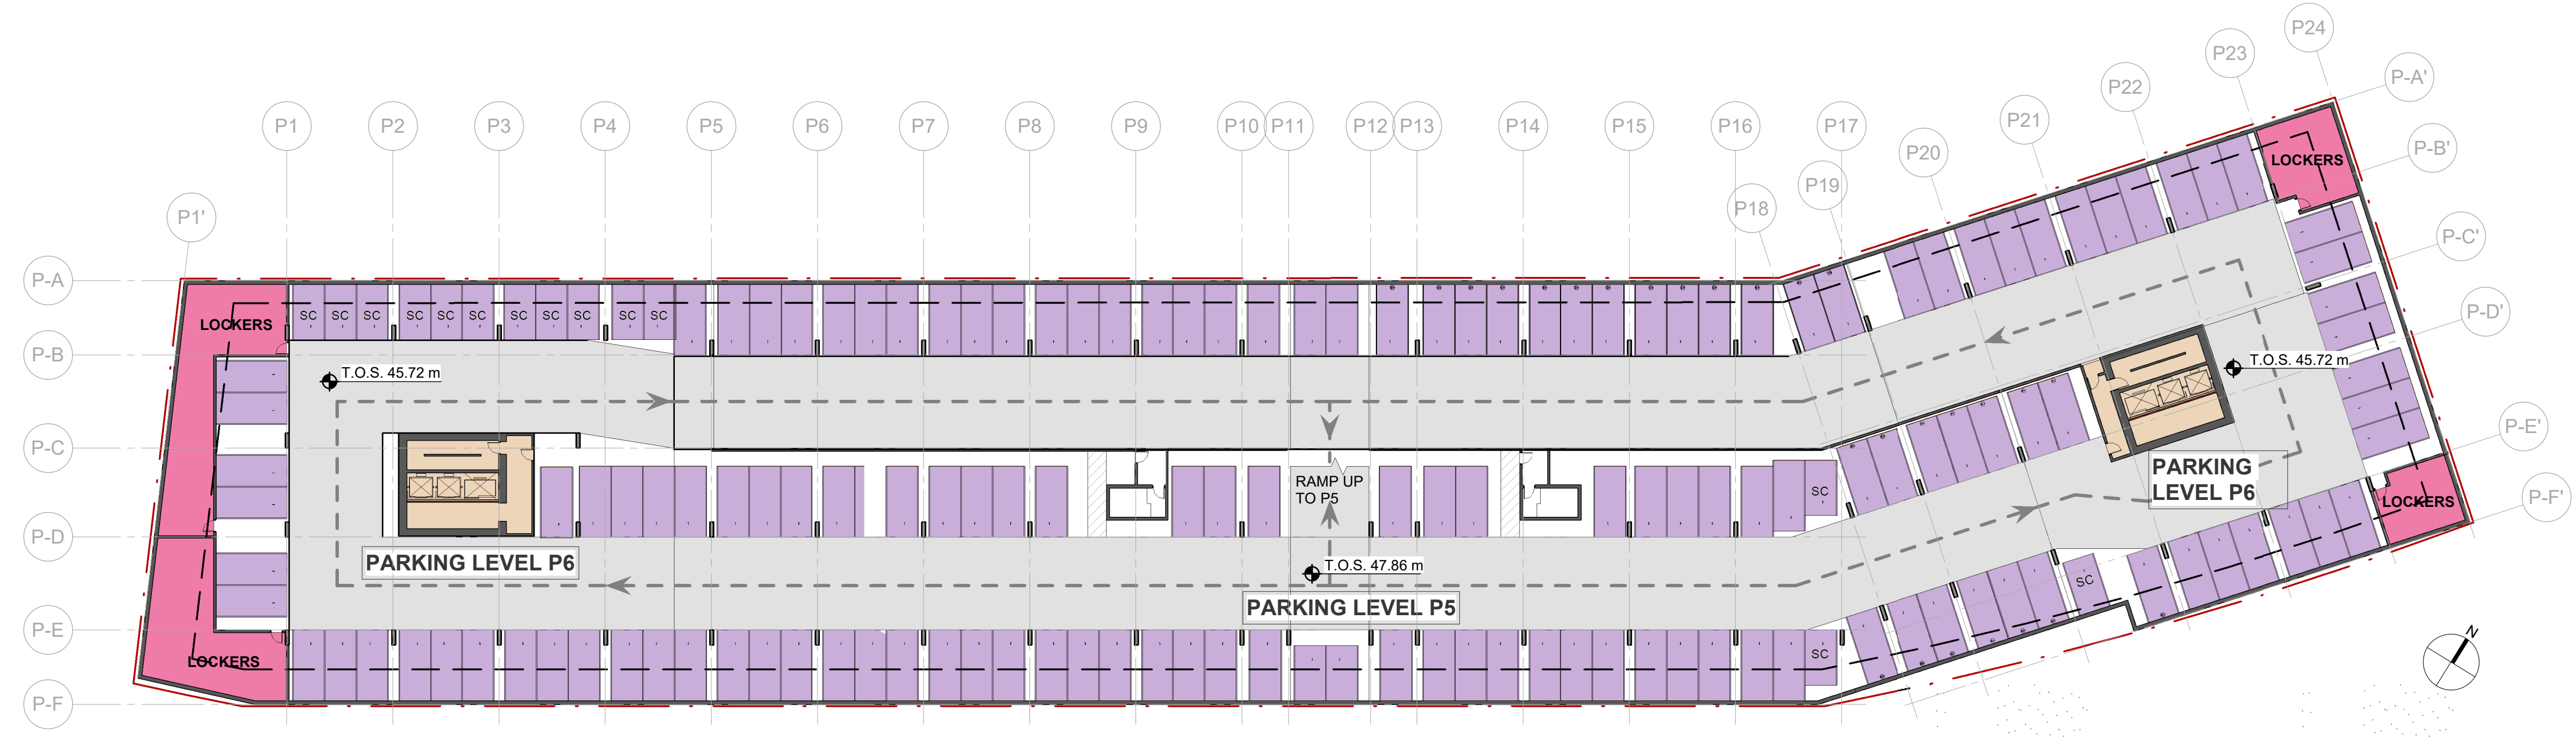 P24
P23
P-A'
P22
P21
P1
P2
P3
P4
P5
P6
P7
P8
P9
P10
P11
P12
P13
P14
P15
P16
P17
P20
P-B'
LOCKERS
P19
P18
P1'
P-C'
P-A
P-D'
SC SC SC SC SC SC SC SC SC SC SC
LOCKERS
P-B
T.O.S. 45.72 m
T.O.S. 45.72 m
P-E'
P-C
PARKING
LEVEL P6
RAMP UP
TO P5
SC
P-F'
LOCKERS
P-D
PARKING LEVEL P6
T.O.S. 47.86 m
SC
PARKING LEVEL P5
P-E
N
SC
LOCKERS
P-F